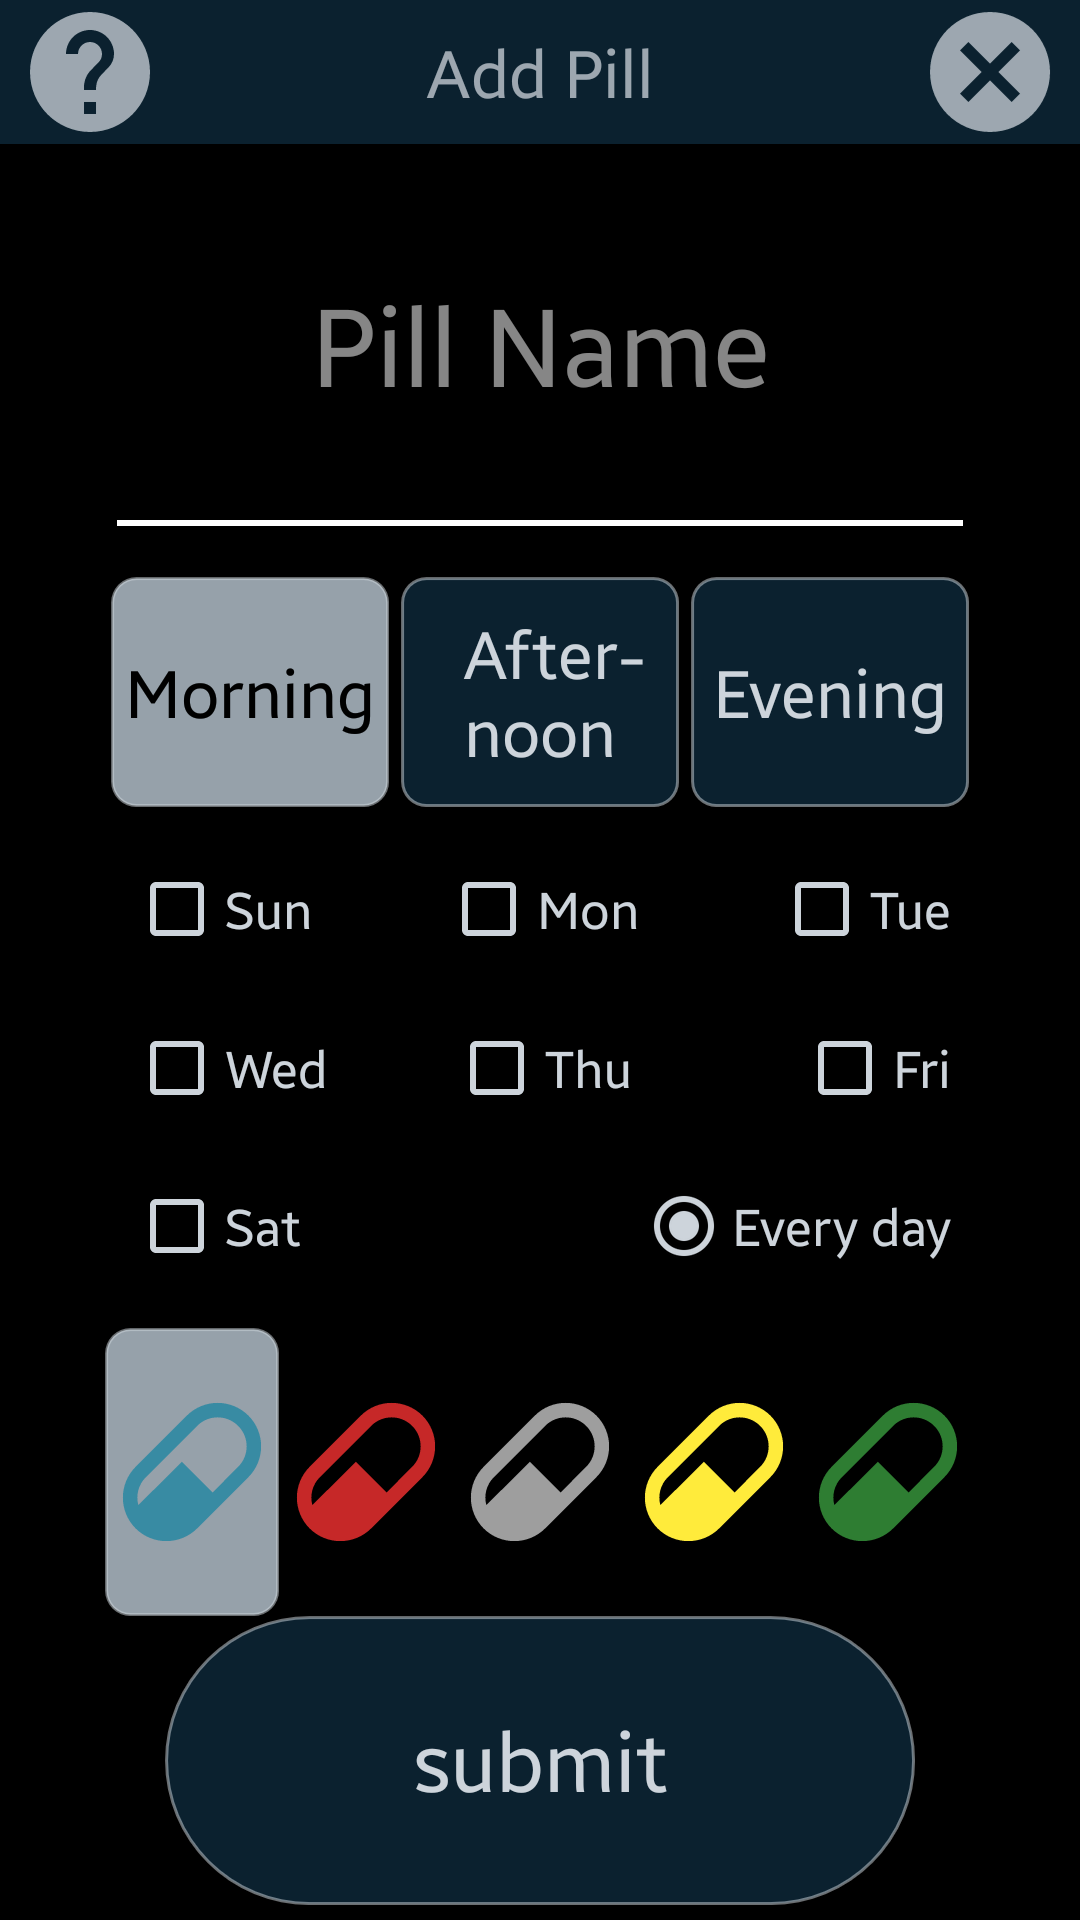 Add Pill
Pill Name
Morning
After-
noon
Evening
Sun
Mon
Tue
Wed
Thu
Fri
Sat
Every day
submit